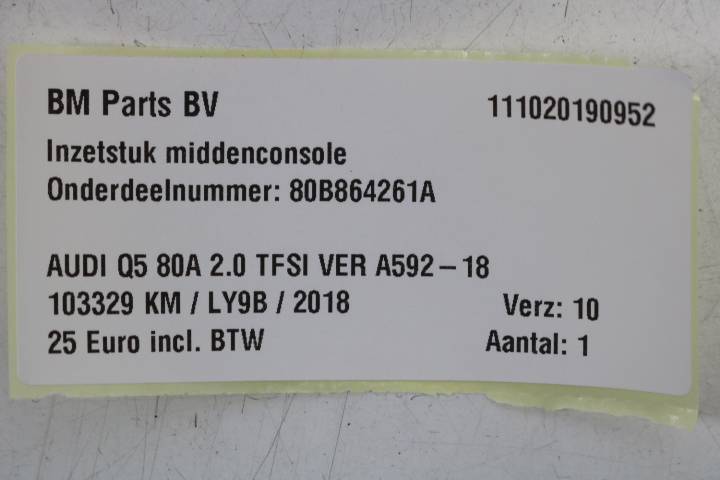 BM Parts BV 111020190952
Inzetstuk middenconsole
Onderdeelnummer: 80B864261A
AUDI Q5 80A 2.0 TFSI VER A592-18
103329 KM / LY9B / 2018 Verz: 10
25 Euro incl. BTW Aantal: 1